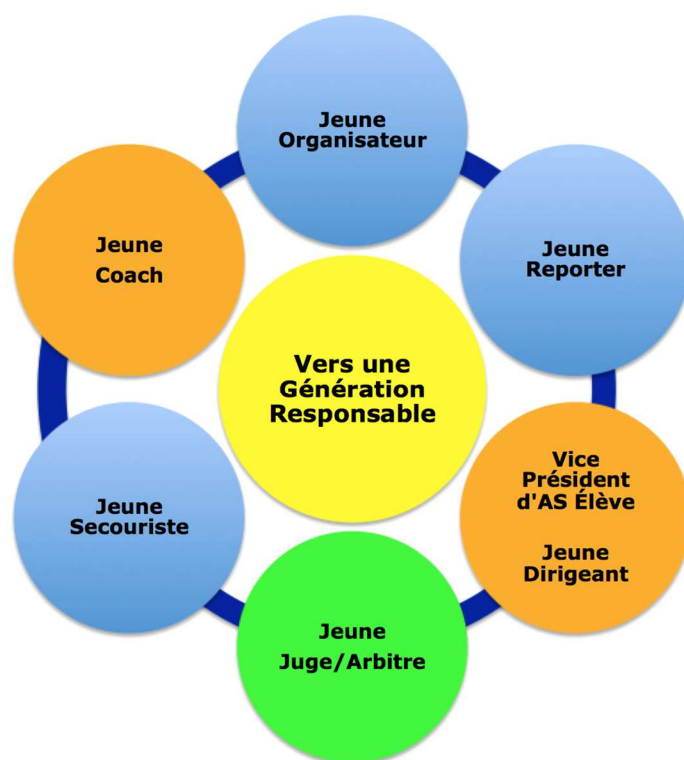 Jeune
Organisateur
Jeune
Reporter
Vice
Président
d'AS Élève
Jeune
Dirigeant
Jeune
Juge/Arbitre
Jeune
Secouriste
Jeune
Coach
Vers une
Génération
Responsable